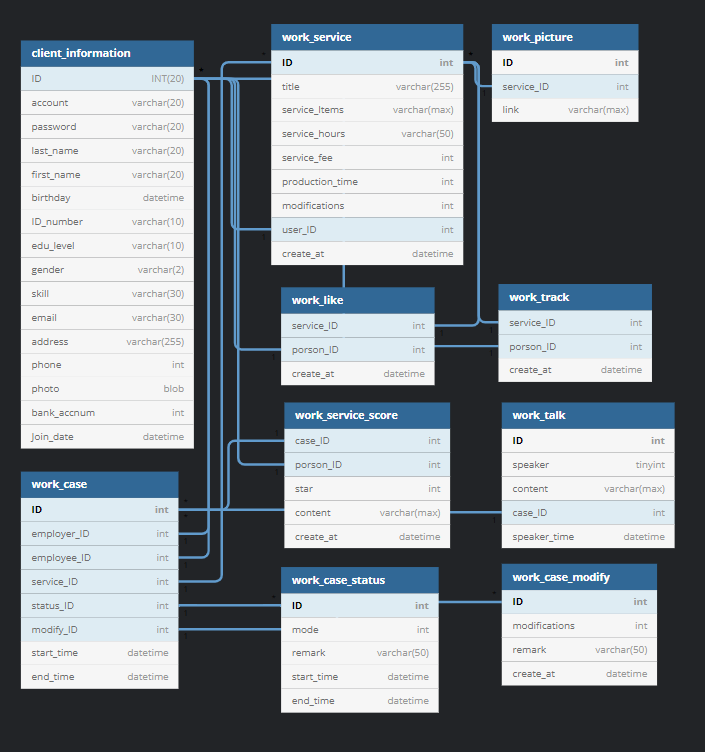 client_information
ID INT(20)
account varchar(20)
password varchar(20)
last_name varchar(20)
first_name varchar(20)
birthday datetime
ID_number varchar(10)
edu_level varchar(10)
gender varchar(2)
skill varchar(30)
email varchar(30)
address varchar(255)
phone int
photo blob
bank_accnum int
Join_date datetime
work_service
ID int
title varchar(255)
service_Items varchar(max)
service_hours varchar(50)
service_fee int
production_time int
modifications int
user_ID int
create_at datetime
work_picture
ID int
service_ID int
link varchar(max)
work_like
service_ID int
porson_ID int
create_at datetime
work_track
service_ID int
porson_ID int
create_at datetime
work_service_score
case_ID int
porson_ID int
star int
content varchar(max)
create_at datetime
work_talk
ID int
speaker tinyint
content varchar(max)
case_ID int
speaker_time datetime
work_case
ID int
employer_ID int
employee_ID int
service_ID int
status_ID int
modify_ID int
start_time datetime
end_time datetime
work_case_status
ID int
mode int
remark varchar(50)
start_time datetime
end_time datetime
work_case_modify
ID int
modifications int
remark varchar(50)
create_at datetime